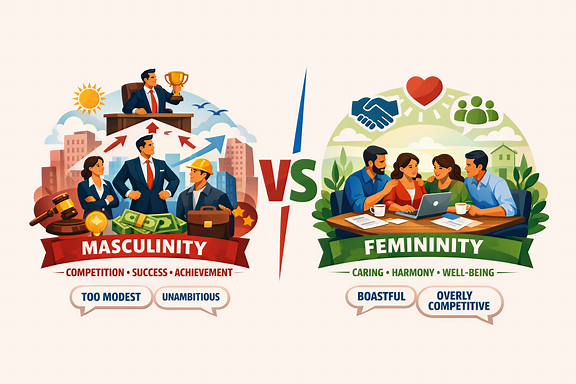 VS
MASCULINITY
COMPETITION • SUCCESS • ACHIEVEMENT
TOO MODEST
UNAMBITIOUS
FEMININITY
CARING • HARMONY • WELL-BEING
BOASTFUL
OVERLY
COMPETITIVE